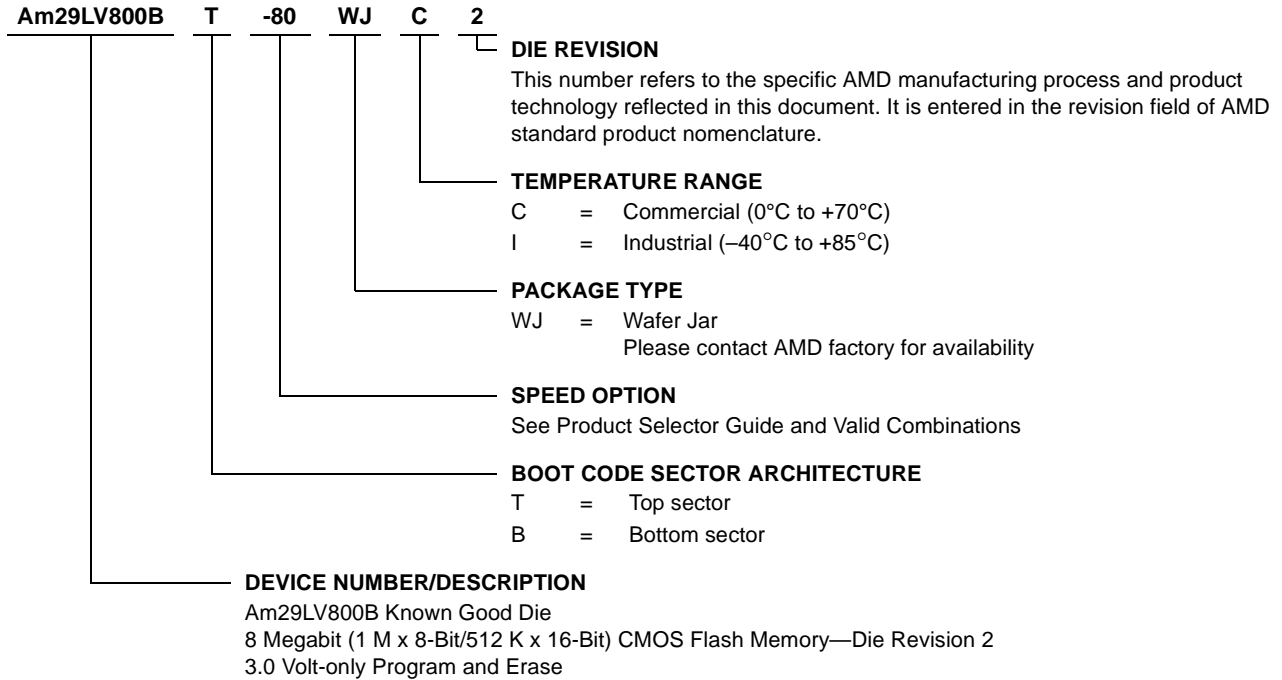 Am29LV800B T -80 WJ C 2
DIE REVISION
This number refers to the specific AMD manufacturing process and product
technology reflected in this document. It is entered in the revision field of AMD
standard product nomenclature.
TEMPERATURE RANGE
C = Commercial (0°C to +70°C)
I = Industrial (–40°C to +85°C)
PACKAGE TYPE
WJ = Wafer Jar
Please contact AMD factory for availability
SPEED OPTION
See Product Selector Guide and Valid Combinations
BOOT CODE SECTOR ARCHITECTURE
T = Top sector
B = Bottom sector
DEVICE NUMBER/DESCRIPTION
Am29LV800B Known Good Die
8 Megabit (1 M x 8-Bit/512 K x 16-Bit) CMOS Flash Memory—Die Revision 2
3.0 Volt-only Program and Erase